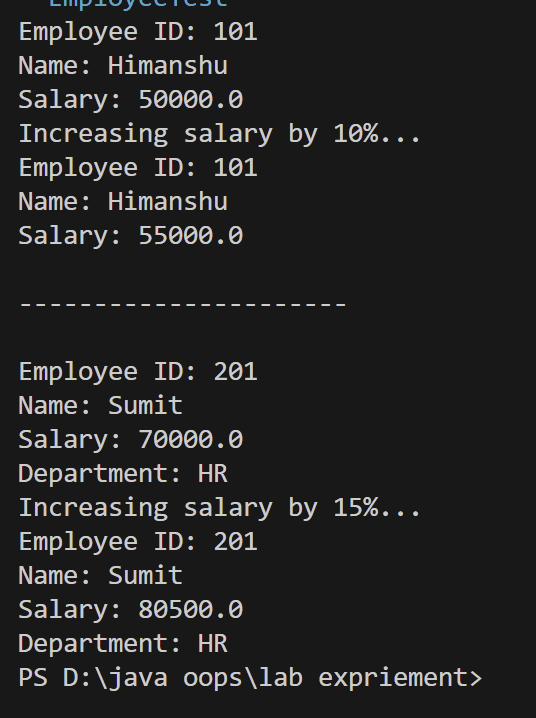 EmployeeTest
Employee ID: 101
Name: Himanshu
Salary: 50000.0
Increasing salary by 10%...
Employee ID: 101
Name: Himanshu
Salary: 55000.0
----------------------
Employee ID: 201
Name: Sumit
Salary: 70000.0
Department: HR
Increasing salary by 15%...
Employee ID: 201
Name: Sumit
Salary: 80500.0
Department: HR
PS D:\java oops\lab expriement>